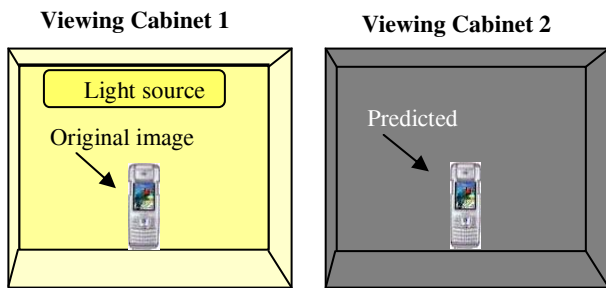 Viewing Cabinet 1
Viewing Cabinet 2
Light source
Original image
Predicted